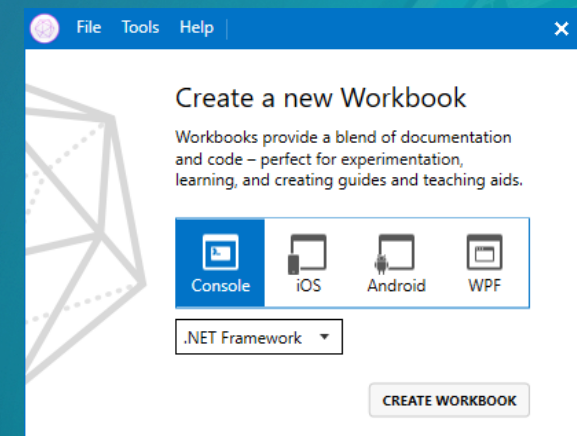 File Tools Help
Create a new Workbook
Workbooks provide a blend of documentation
and code – perfect for experimentation,
learning, and creating guides and teaching aids.
Console iOS Android WPF
.NET Framework
CREATE WORKBOOK